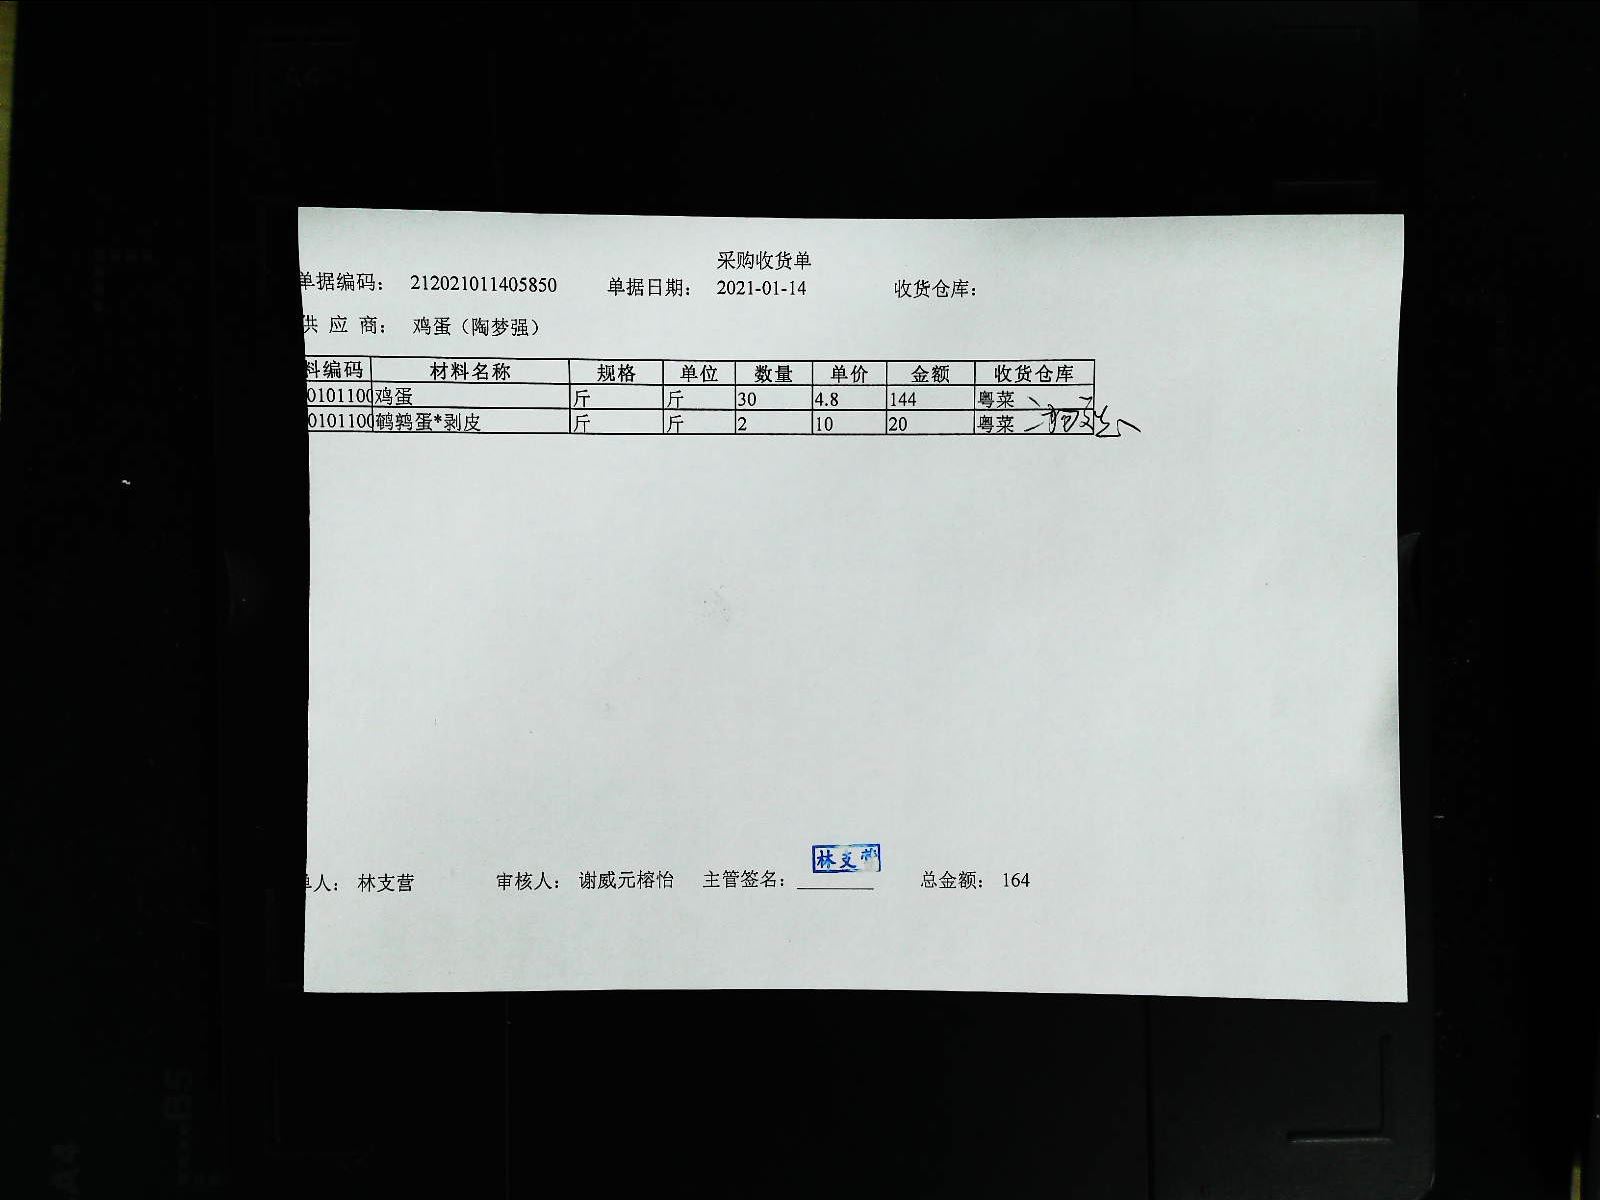 采购收货单
单据编码： 212021011405850 单据日期： 2021-01-14 收货仓库：
供 应 商： 鸡蛋（陶梦强）
料编码 材料名称 规格 单位 数量 单价 金额 收货仓库
0101100 鸡蛋 斤 斤 30 4.8 144 粤菜
0101100 鹌鹑蛋*剥皮 斤 斤 2 10 20 粤菜
林支营
单人： 林支营 审核人： 谢威元榕怡 主管签名： 总金额： 164
A4
B5